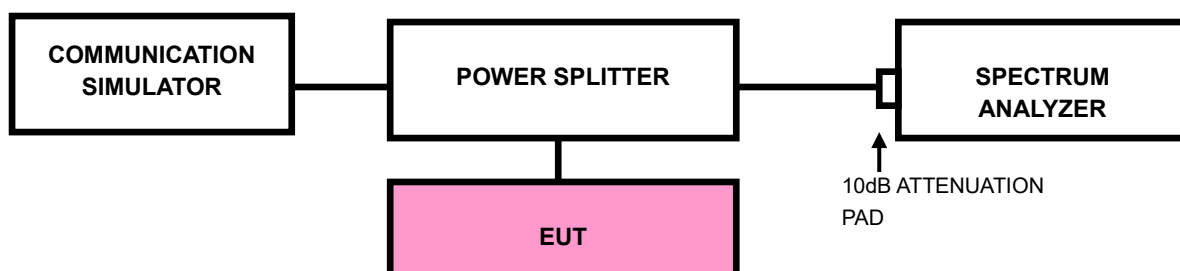 COMMUNICATION
SIMULATOR
POWER SPLITTER
SPECTRUM
ANALYZER
10dB ATTENUATION
PAD
EUT